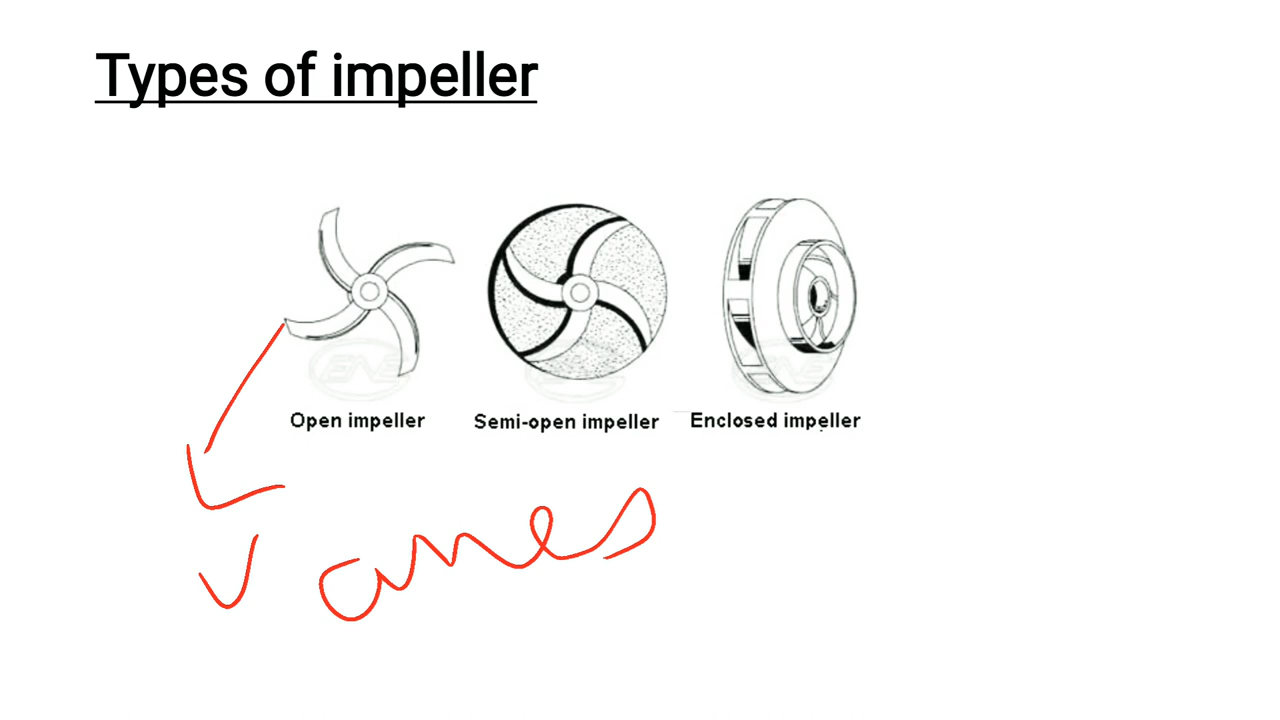 Types of impeller
Open impeller Semi-open impeller Enclosed impeller
Vanes